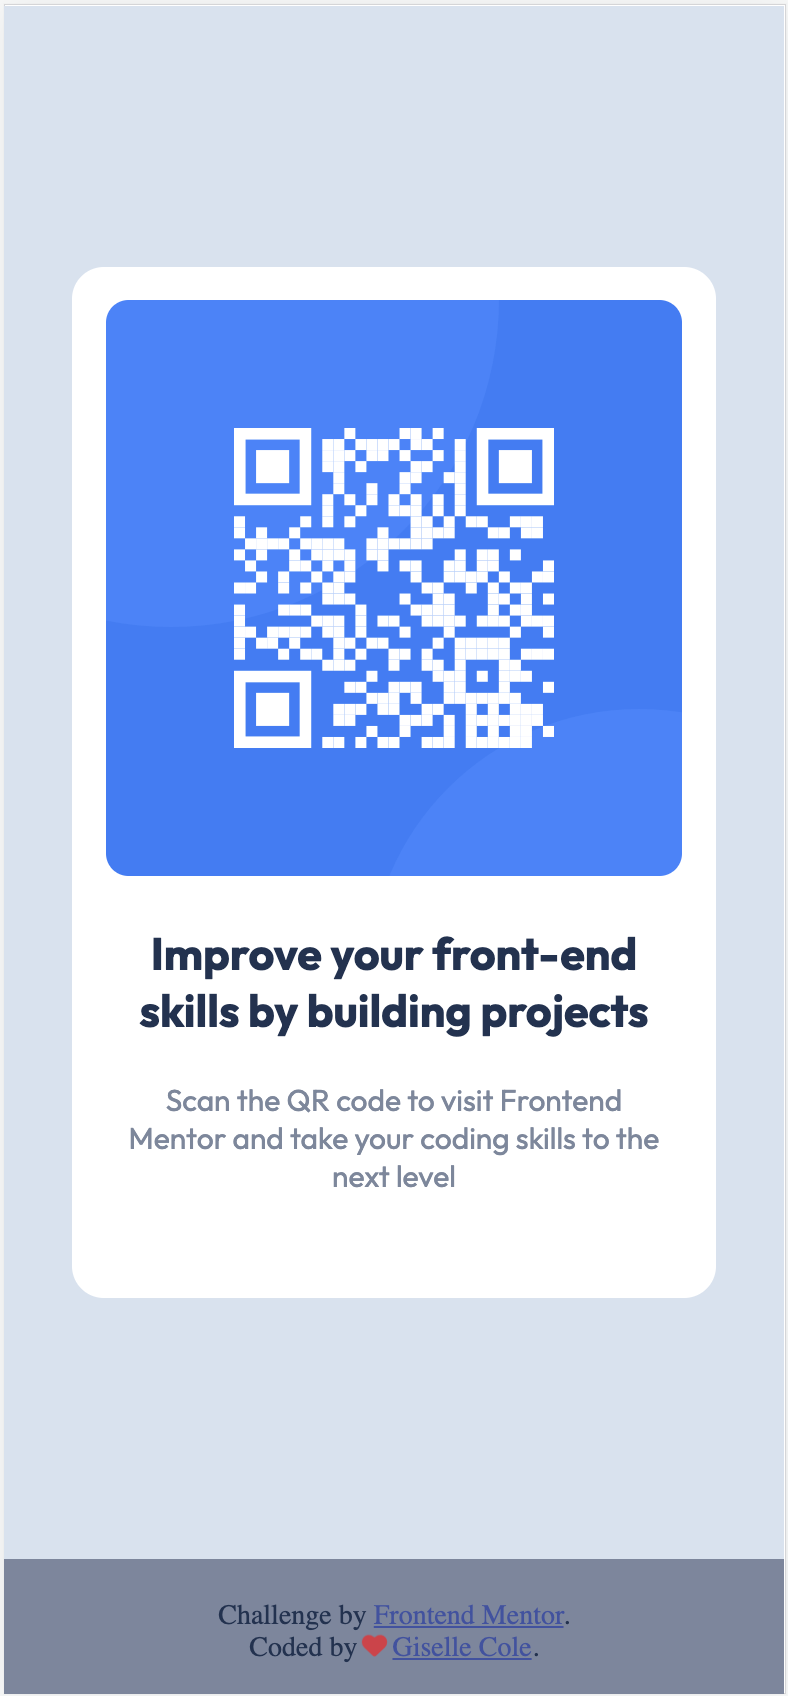 Improve your front-end
skills by building projects
Scan the QR code to visit Frontend
Mentor and take your coding skills to the
next level
Challenge by Frontend Mentor.
Coded by ❤ Giselle Cole.